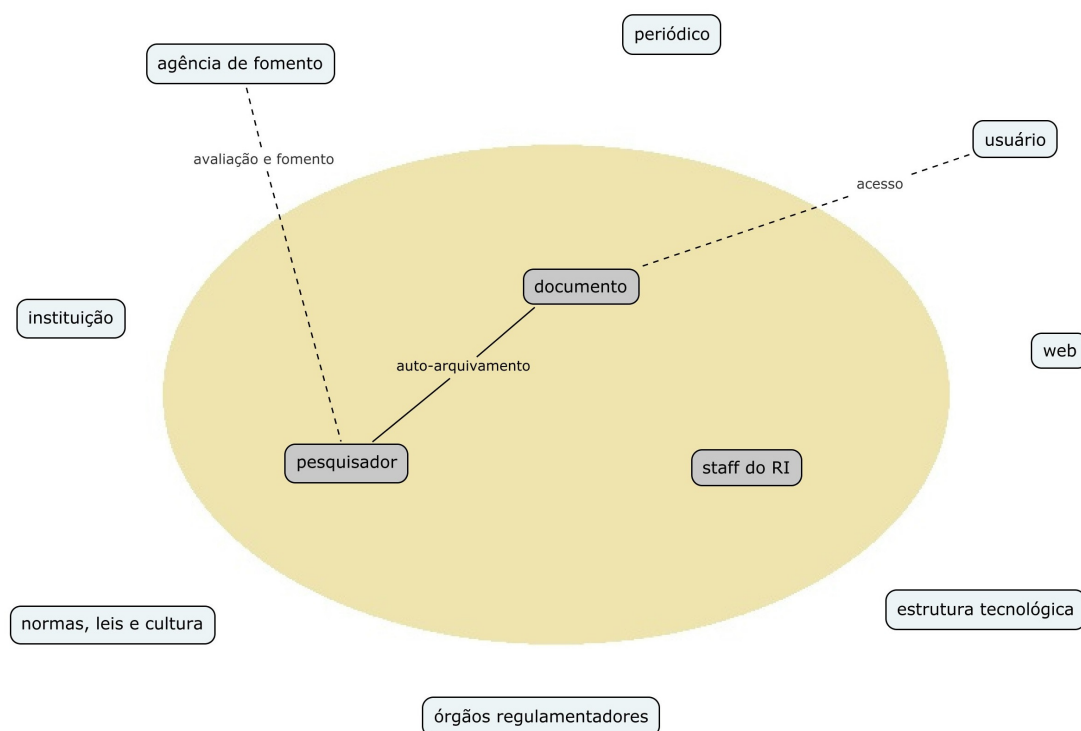 periódico
agência de fomento
usuário
avaliação e fomento
acesso
documento
instituição
web
auto-arquivamento
pesquisador
staff do RI
normas, leis e cultura
estrutura tecnológica
órgãos regulamentadores